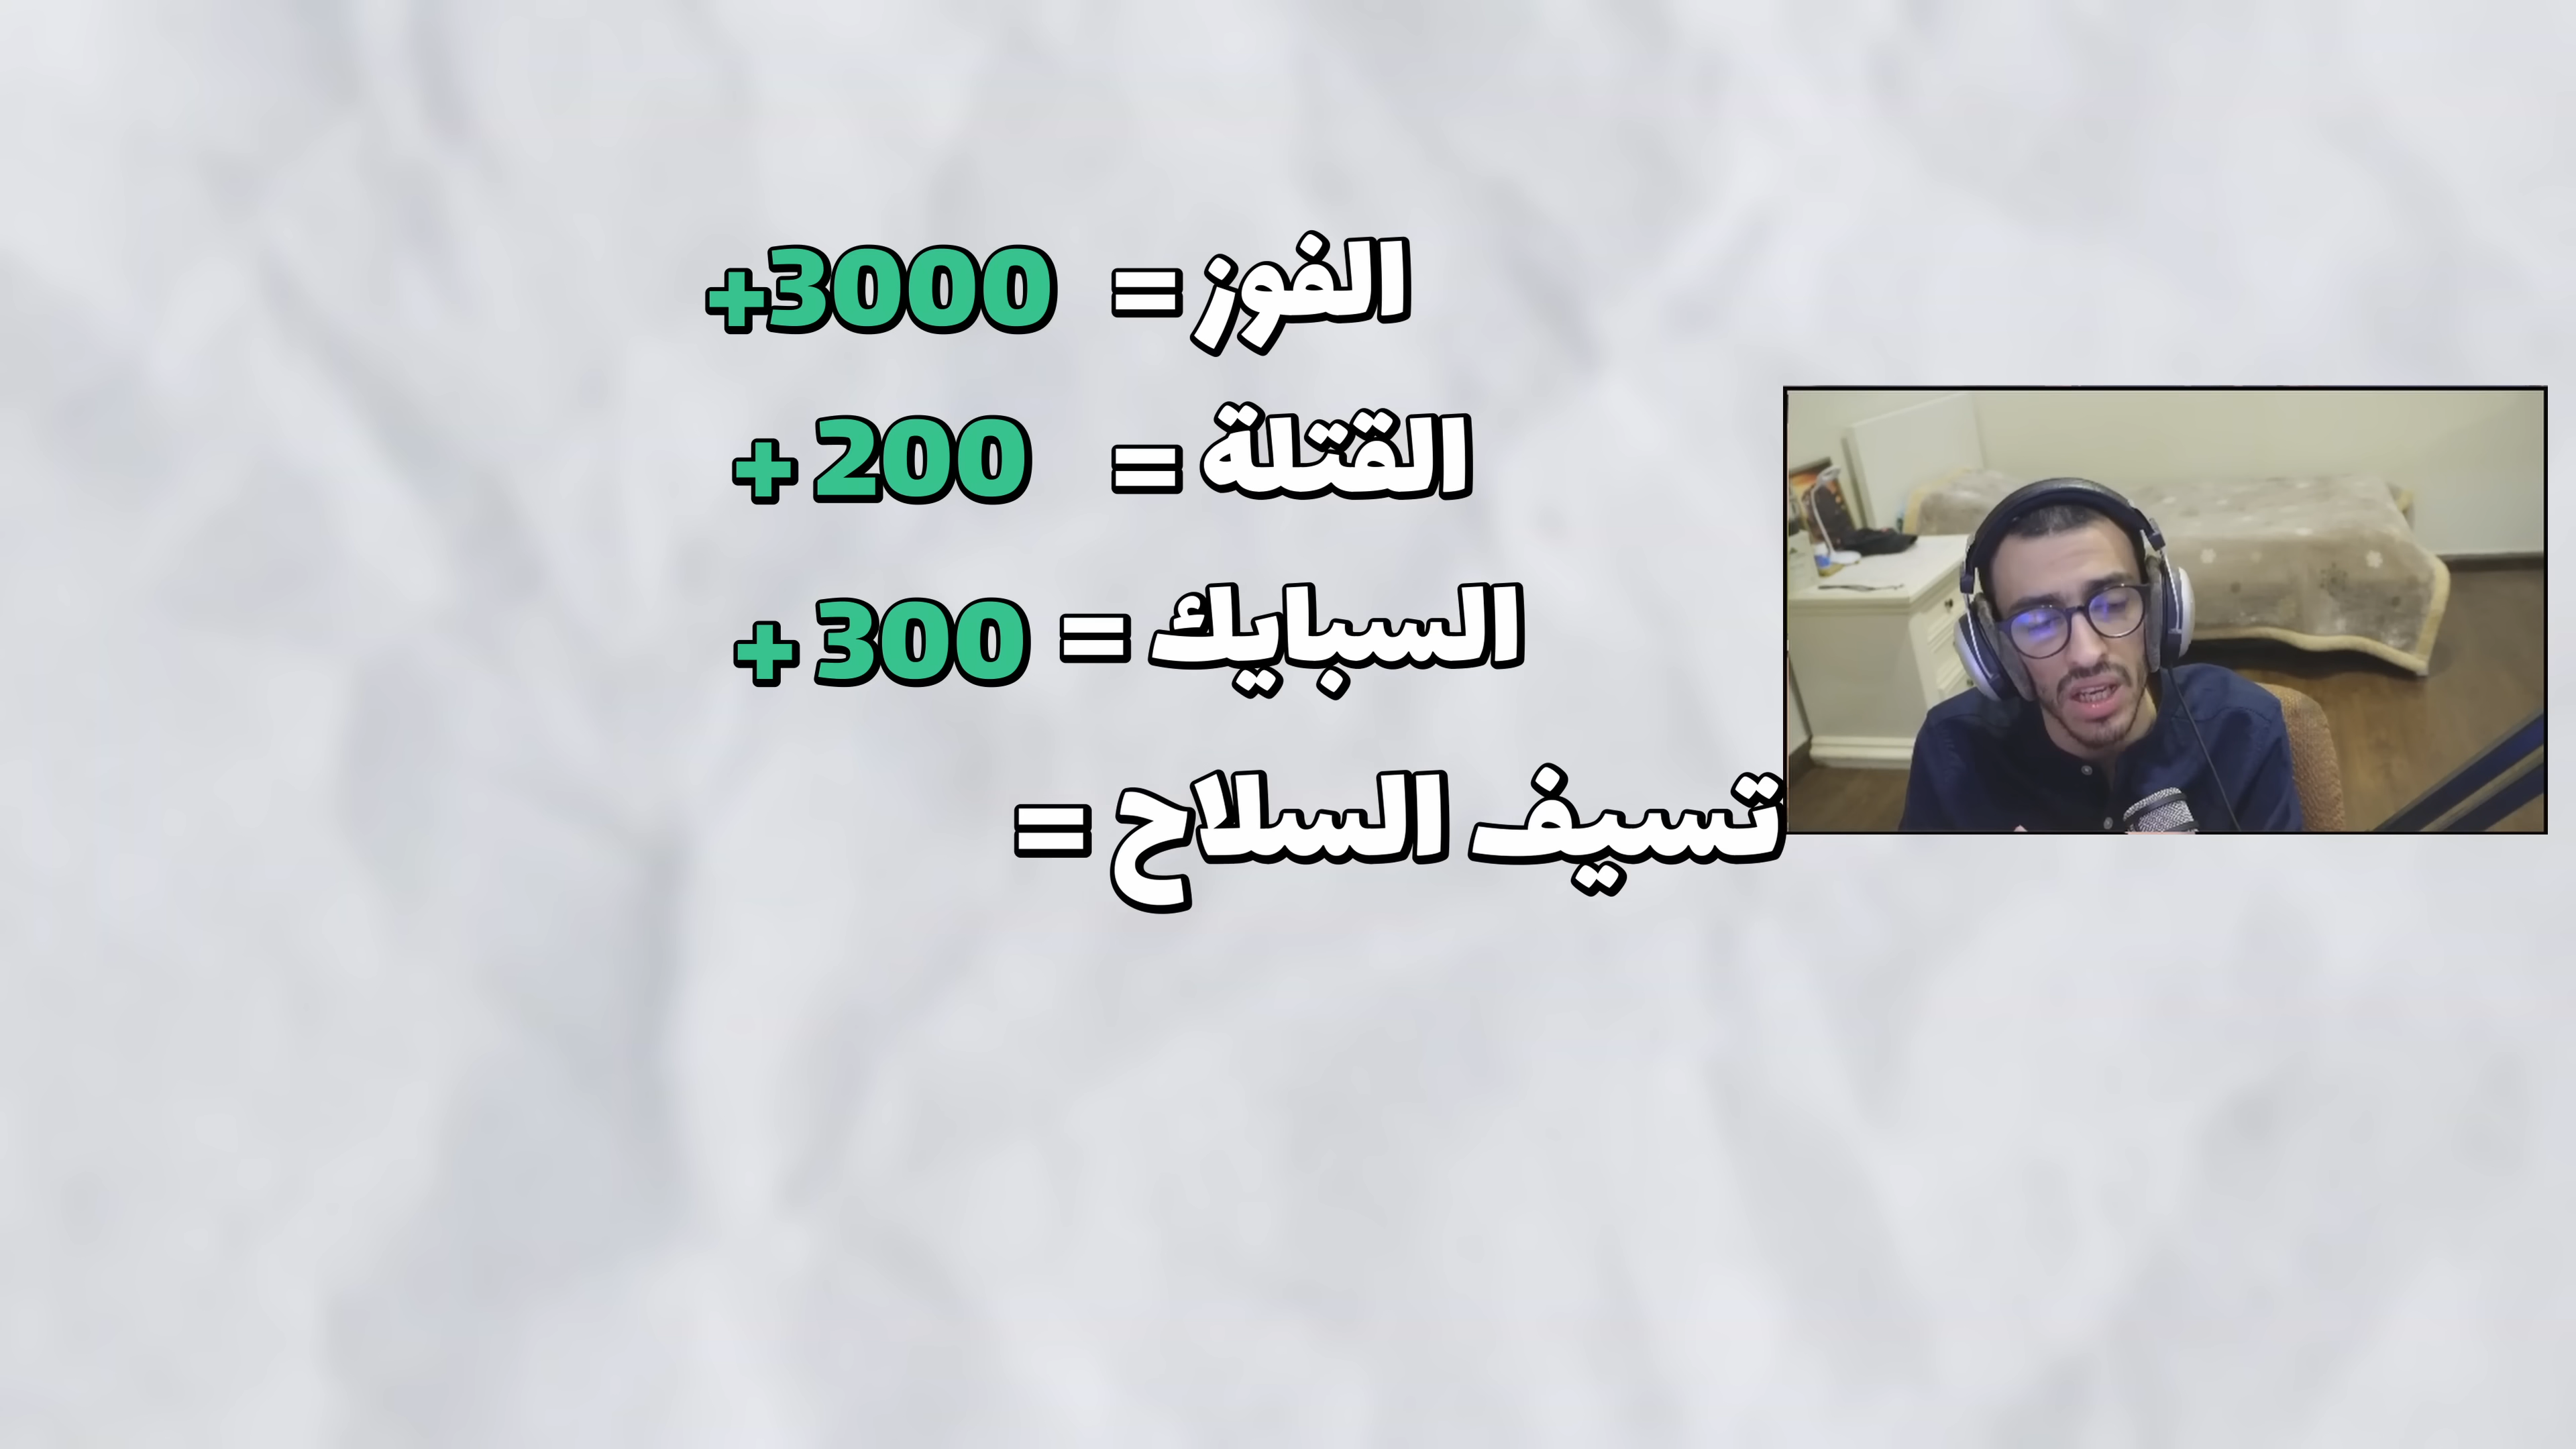 الفوز = +3000
القتلة = +200
السبايك = +300
تسيف السلاح =